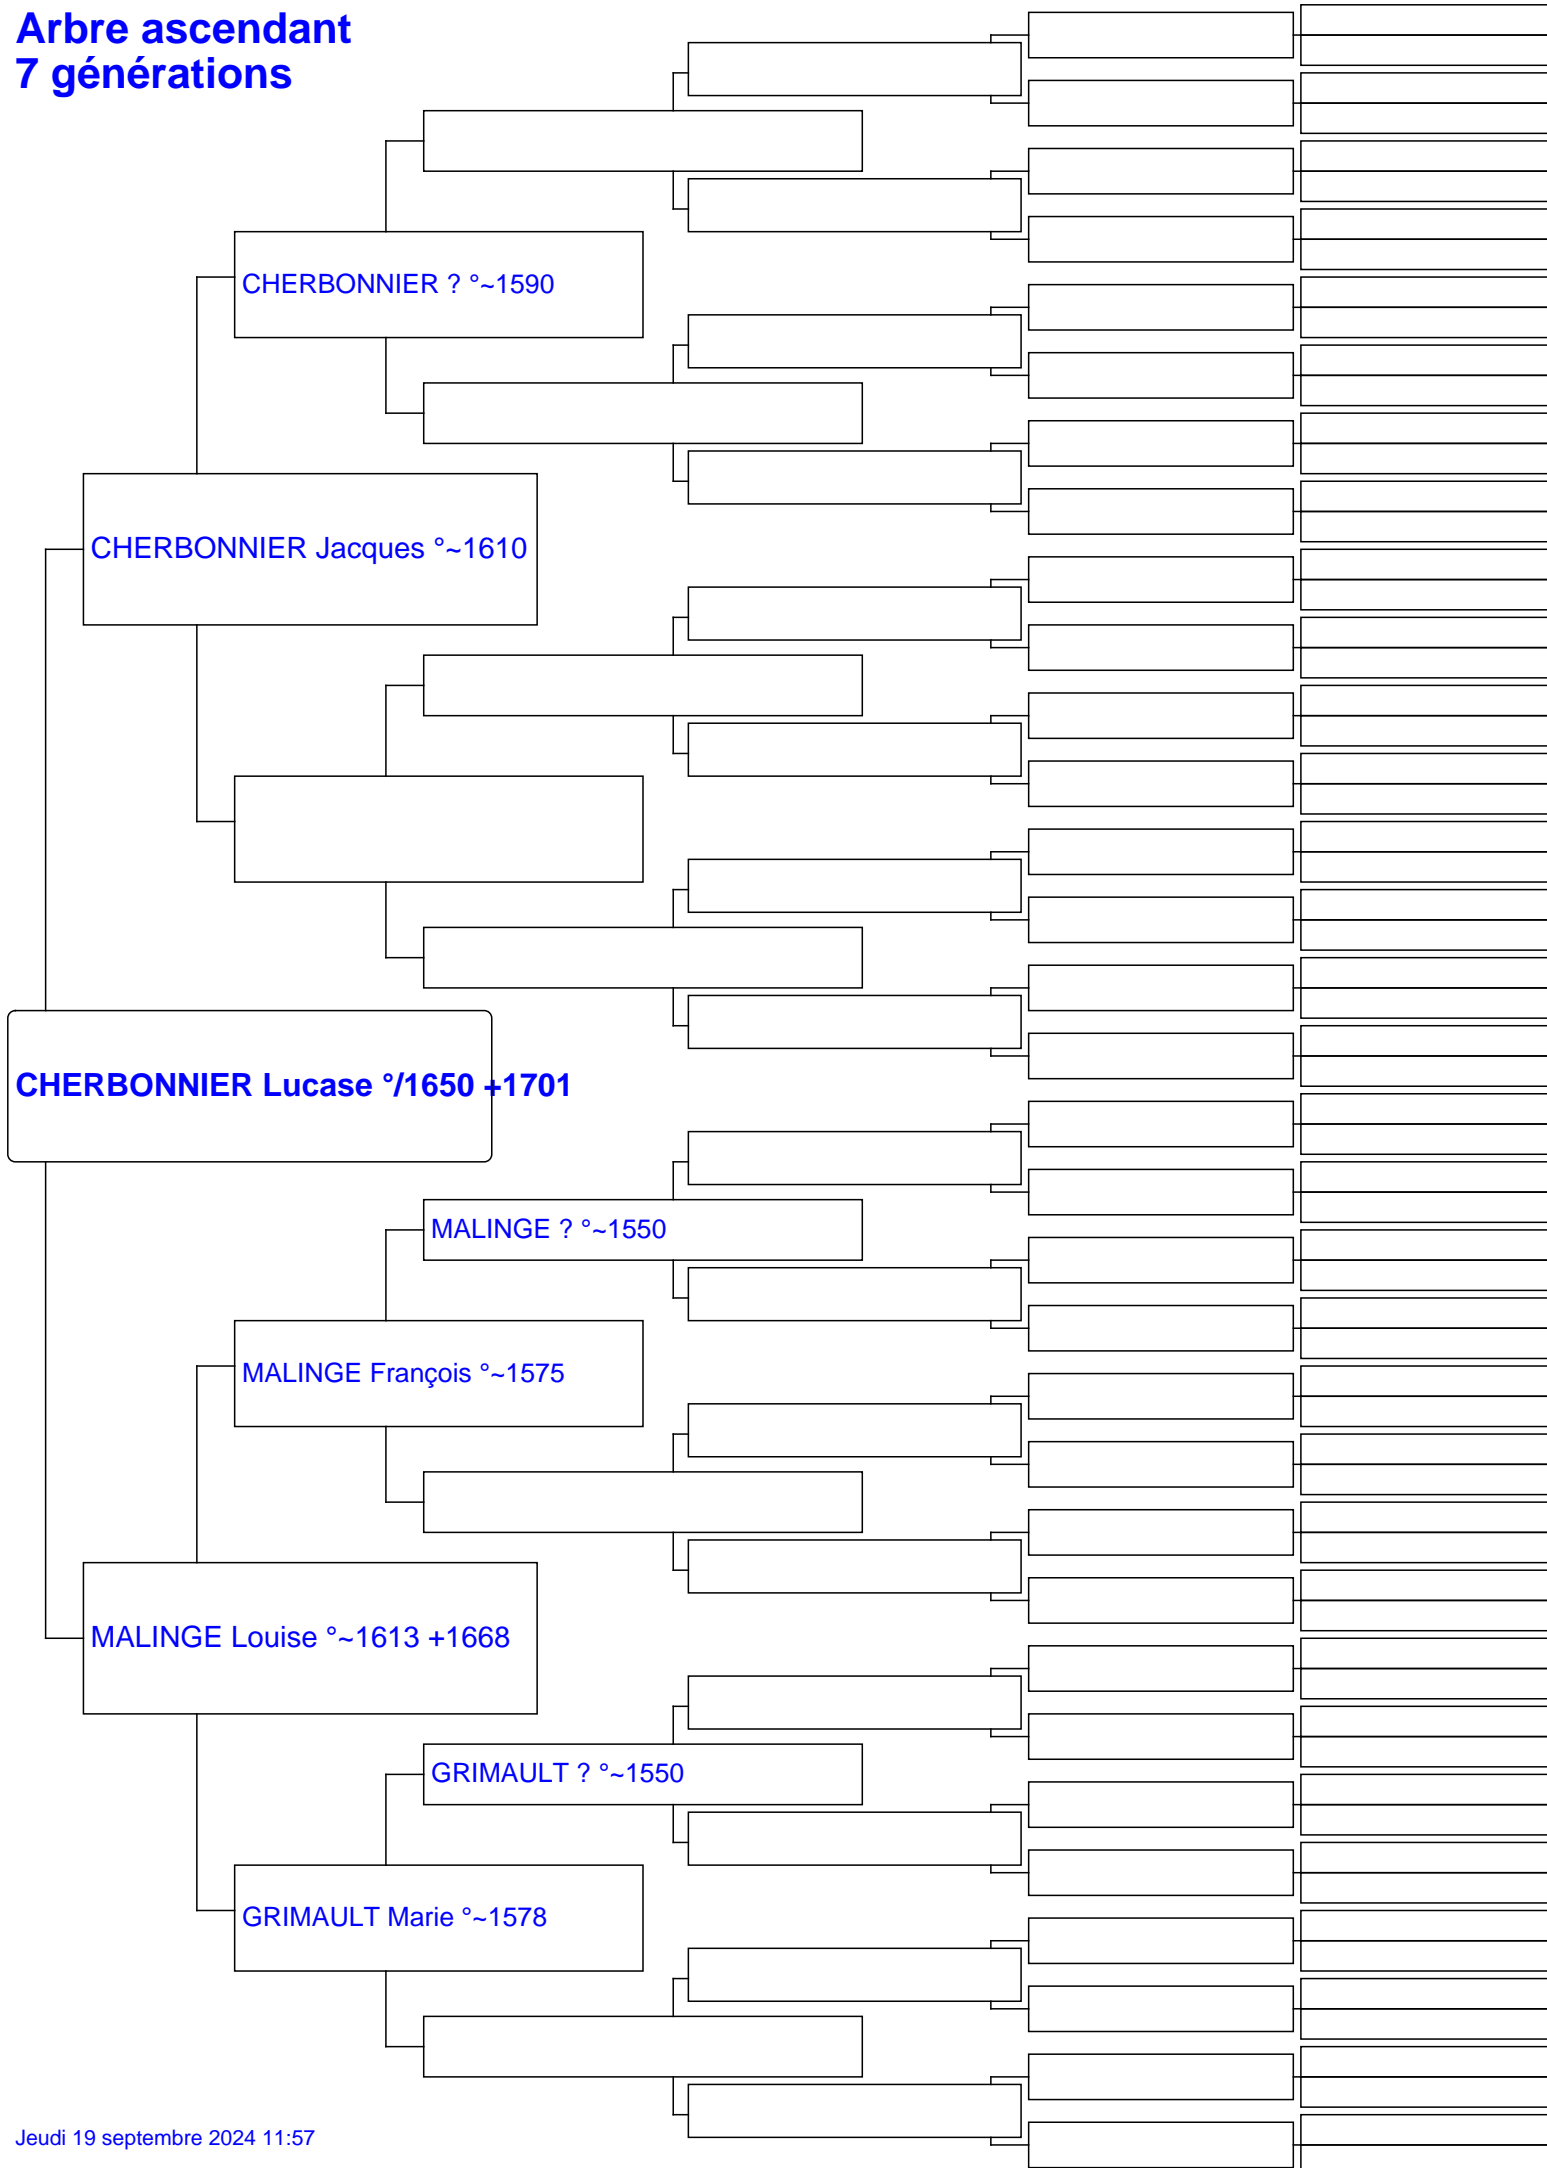 Arbre ascendant
7 générations
CHERBONNIER ? °~1590
CHERBONNIER Jacques °~1610
CHERBONNIER Lucase °/1650 +1701
MALINGE ? °~1550
MALINGE François °~1575
MALINGE Louise °~1613 +1668
GRIMAULT ? °~1550
GRIMAULT Marie °~1578
Jeudi 19 septembre 2024 11:57